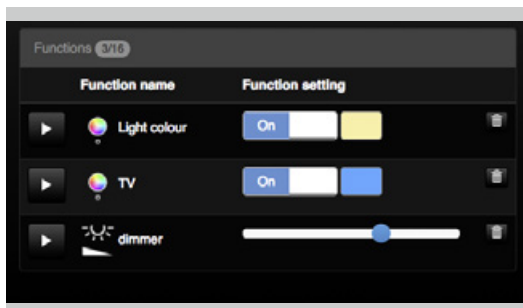 Functions 3/16
Function name Function setting
Light colour On
TV On
dimmer